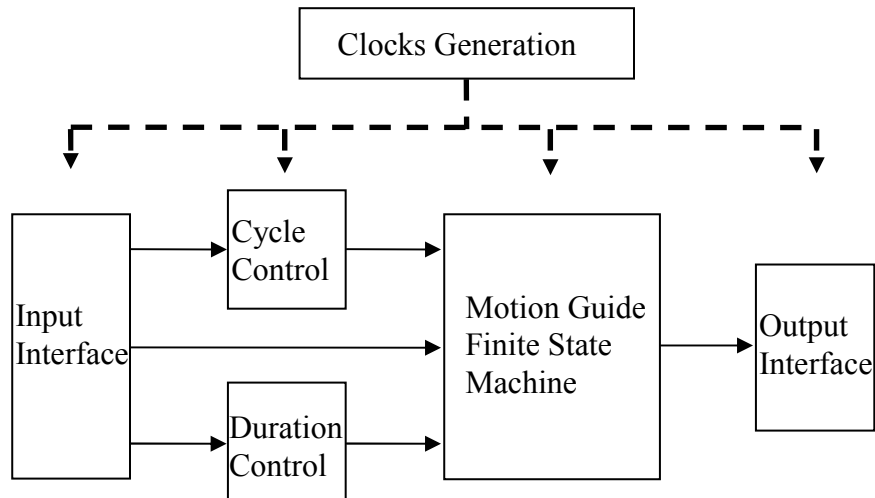 Clocks Generation
Cycle
Control
Input
Interface
Motion Guide
Finite State
Machine
Output
Interface
Duration
Control